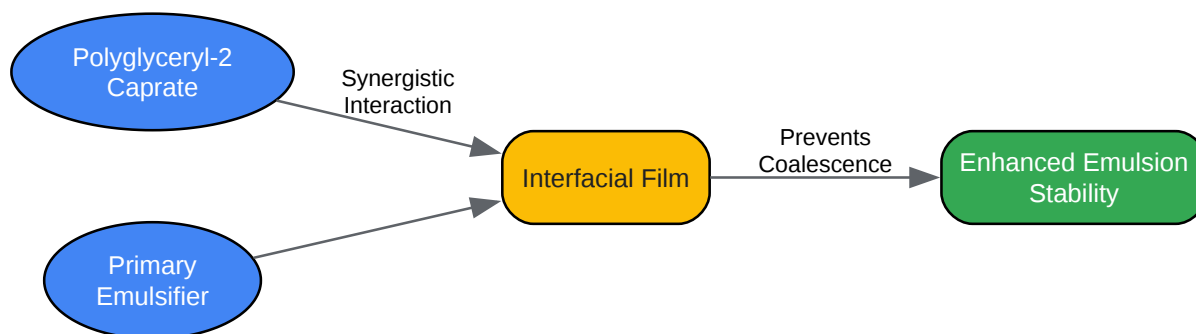 Polyglyceryl-2
Caprate
Synergistic
Interaction
Interfacial Film
Prevents
Coalescence
Enhanced Emulsion
Stability
Primary
Emulsifier